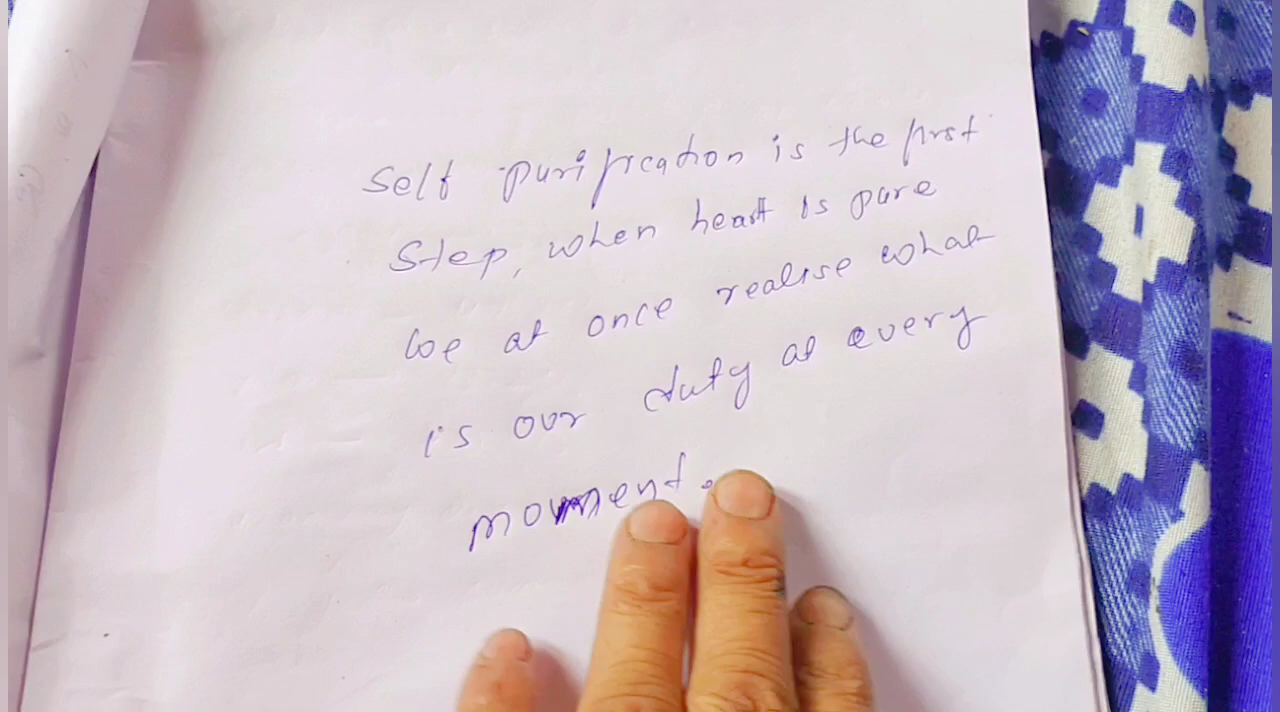 Self purification is the first
Step, when heart is pure
we at once realise what
is our duty at every
moment.